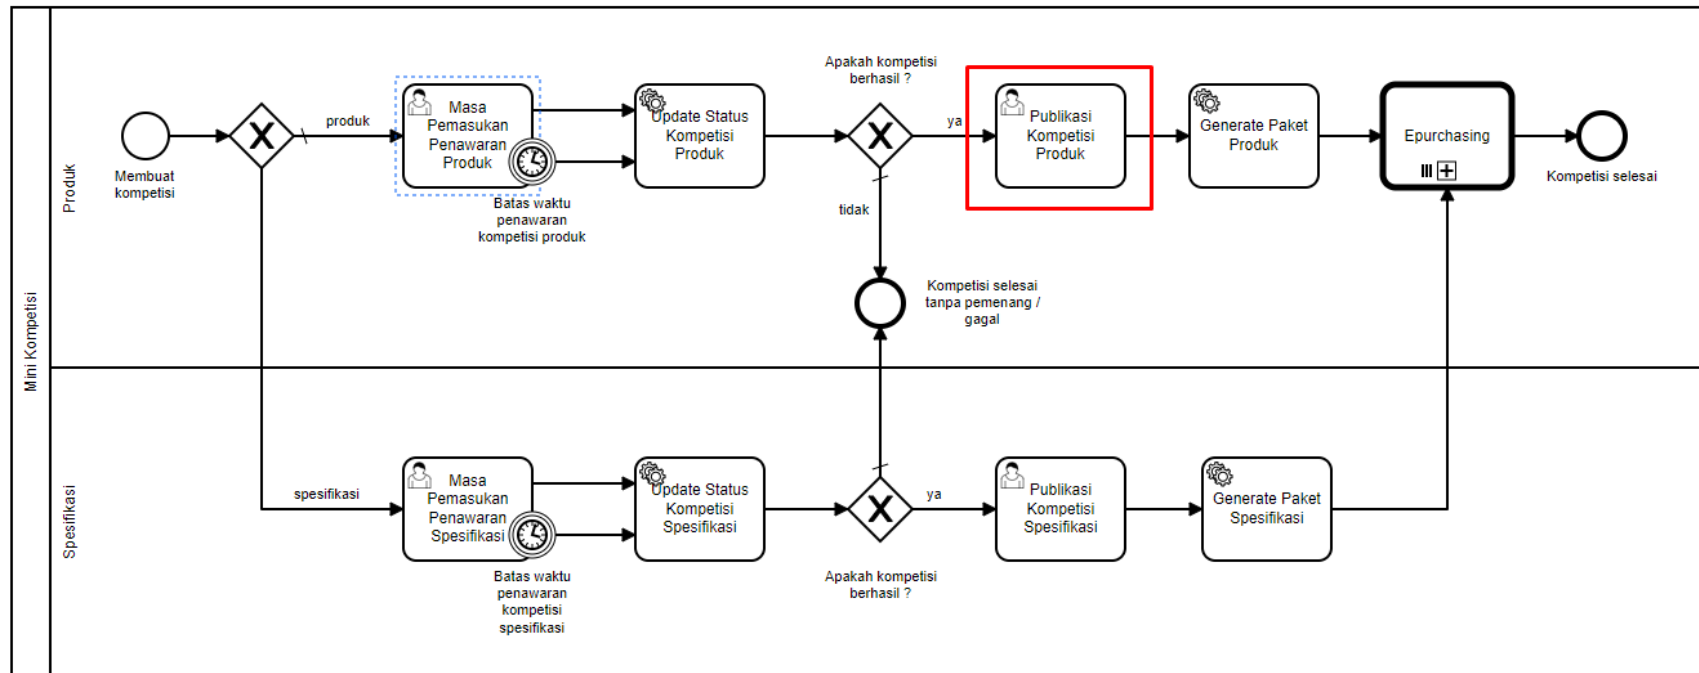 Mini Kompetisi
Produk
Membuat
kompetisi
produk
Masa
Pemasukan
Penawaran
Produk
Batas waktu
penawaran
kompetisi produk
Update Status
Kompetisi
Produk
Apakah kompetisi
berhasil ?
ya
tidak
Publikasi
Kompetisi
Produk
Generate Paket
Produk
Epurchasing
Kompetisi selesai
Kompetisi selesai
tanpa pemenang /
gagal
Spesifikasi
spesifikasi
Masa
Pemasukan
Penawaran
Spesifikasi
Batas waktu
penawaran
kompetisi
spesifikasi
Update Status
Kompetisi
Spesifikasi
Apakah kompetisi
berhasil ?
ya
Publikasi
Kompetisi
Spesifikasi
Generate Paket
Spesifikasi